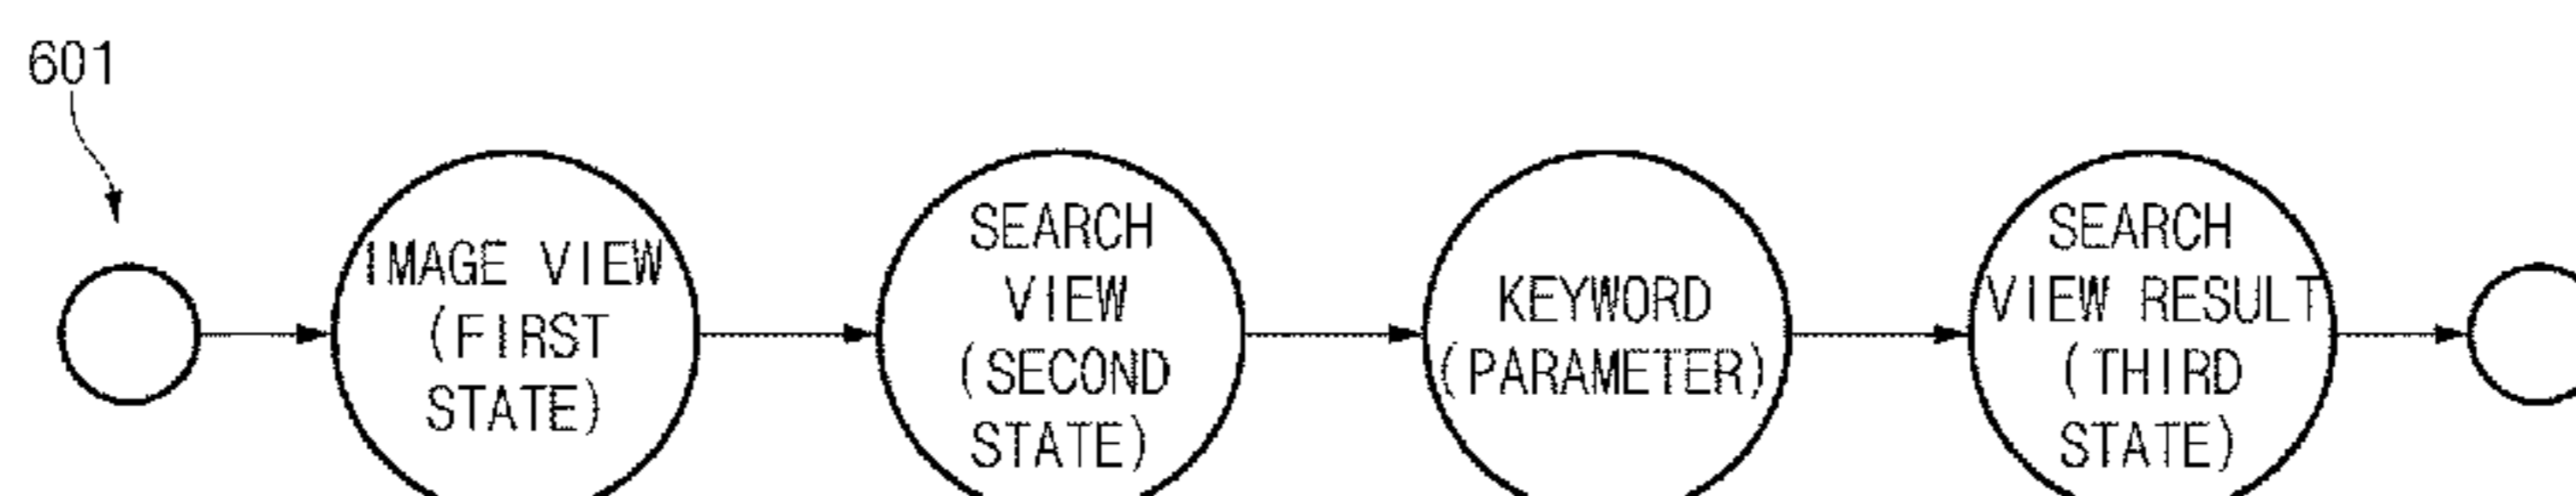 601
IMAGE VIEW
(FIRST
STATE)
SEARCH
VIEW
(SECOND
STATE)
KEYWORD
(PARAMETER)
SEARCH
VIEW RESULT
(THIRD
STATE)